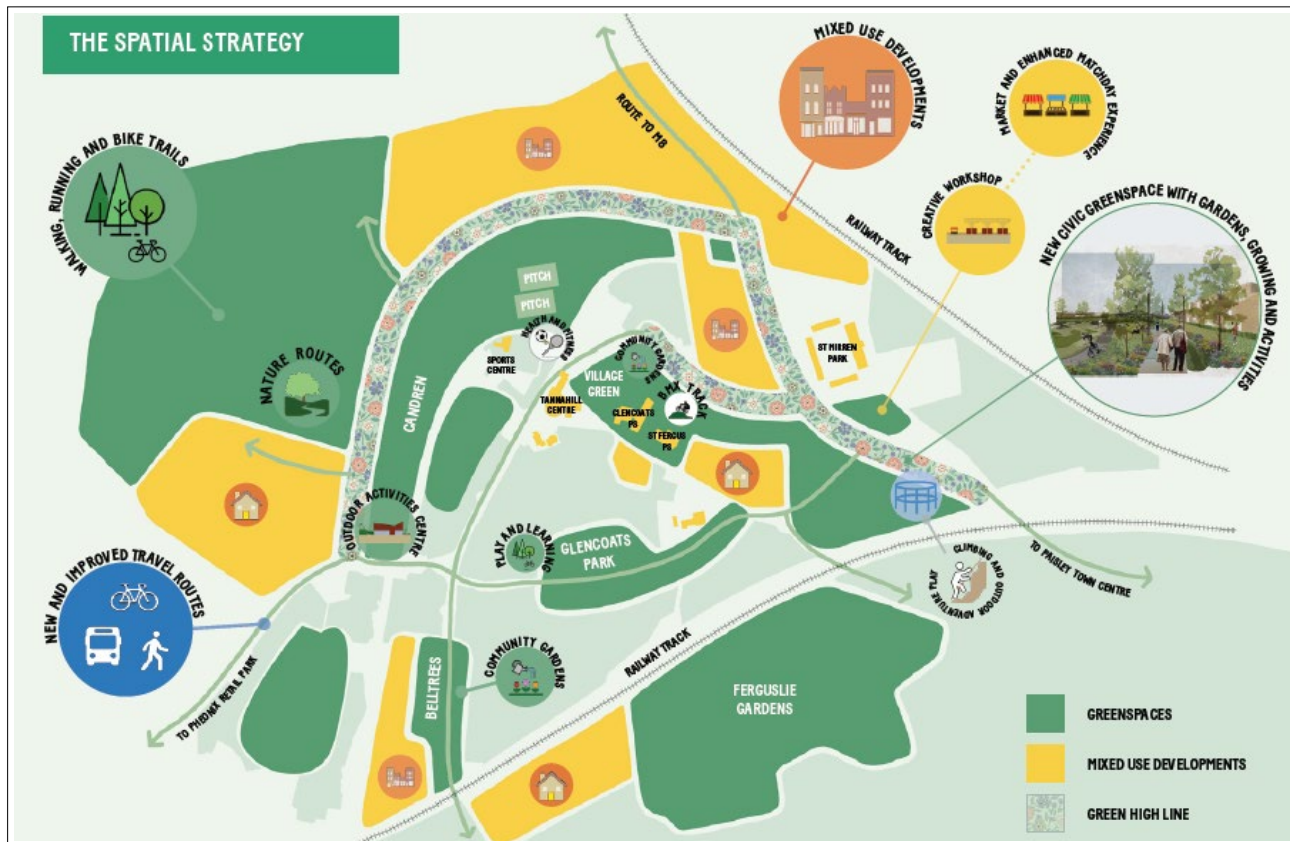 THE SPATIAL STRATEGY
WALKING, RUNNING AND BIKE TRAILS
ROUTE TO M8
MIXED USE DEVELOPMENTS
MARKET AND ENHANCED MATCHDAY EXPERIENCE
CREATIVE WORKSHOP
RAILWAY TRACK
NEW CIVIC GREENSPACE WITH GARDENS, GROWING AND ACTIVITIES
PITCH
PITCH
HEALTH AND FITNESS
SPORTS
CENTRE
COMMUNITY GARDENS
VILLAGE
GREEN
BMX TRACK
ST MIRREN
PARK
NATURE ROUTES
CANDREN
TANNAHILL
CENTRE
GLENCOATS
PS
ST FERGUS
PS
OUTDOOR ACTIVITIES CENTRE
PLAY AND LEARNING
GLENCOATS
PARK
CLIMBING AND OUTDOOR ADVENTURE PLAY
TO PAISLEY TOWN CENTRE
NEW AND IMPROVED TRAVEL ROUTES
TO PHEONIX RETAIL PARK
BELLTREES
COMMUNITY GARDENS
RAILWAY TRACK
FERGUSLIE
GARDENS
GREENSPACES
MIXED USE DEVELOPMENTS
GREEN HIGH LINE